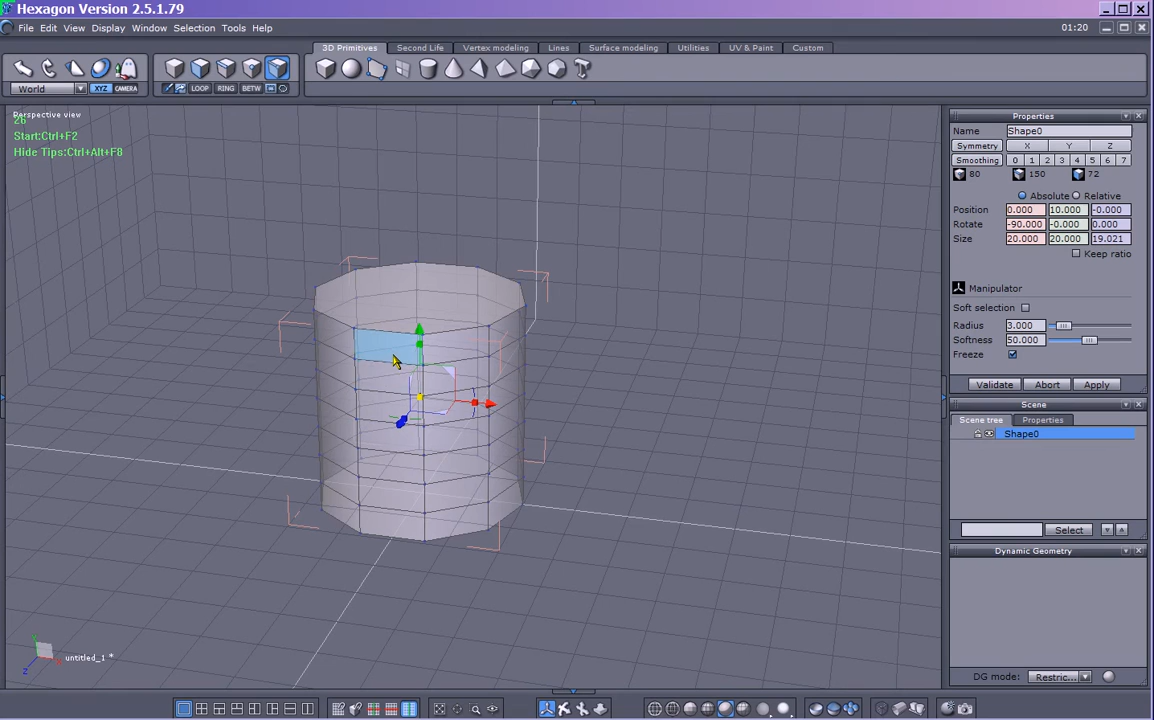 Hexagon Version 2.5.1.79
File Edit View Display Window Selection Tools Help 01:20
3D Primitives Second Life Vertex modeling Lines Surface modeling Utilities UV & Paint Custom
World XYZ CAMERA LOOP RING BETW
Perspective view
Start:Ctrl+F2
Hide Tips:Ctrl+Alt+F8
Properties
Name Shape0
Symmetry X Y Z
Smoothing 0 1 2 3 4 5 6 7
80 150 72
Absolute Relative
Position 0.000 10.000 -0.000
Rotate -90.000 -0.000 0.000
Size 20.000 20.000 19.021
Keep ratio
Manipulator
Soft selection
Radius 3.000
Softness 50.000
Freeze
Validate Abort Apply
Scene
Scene tree Properties
Shape0
Select
Dynamic Geometry
DG mode: Restric...
Y
Z
untitled_1 *